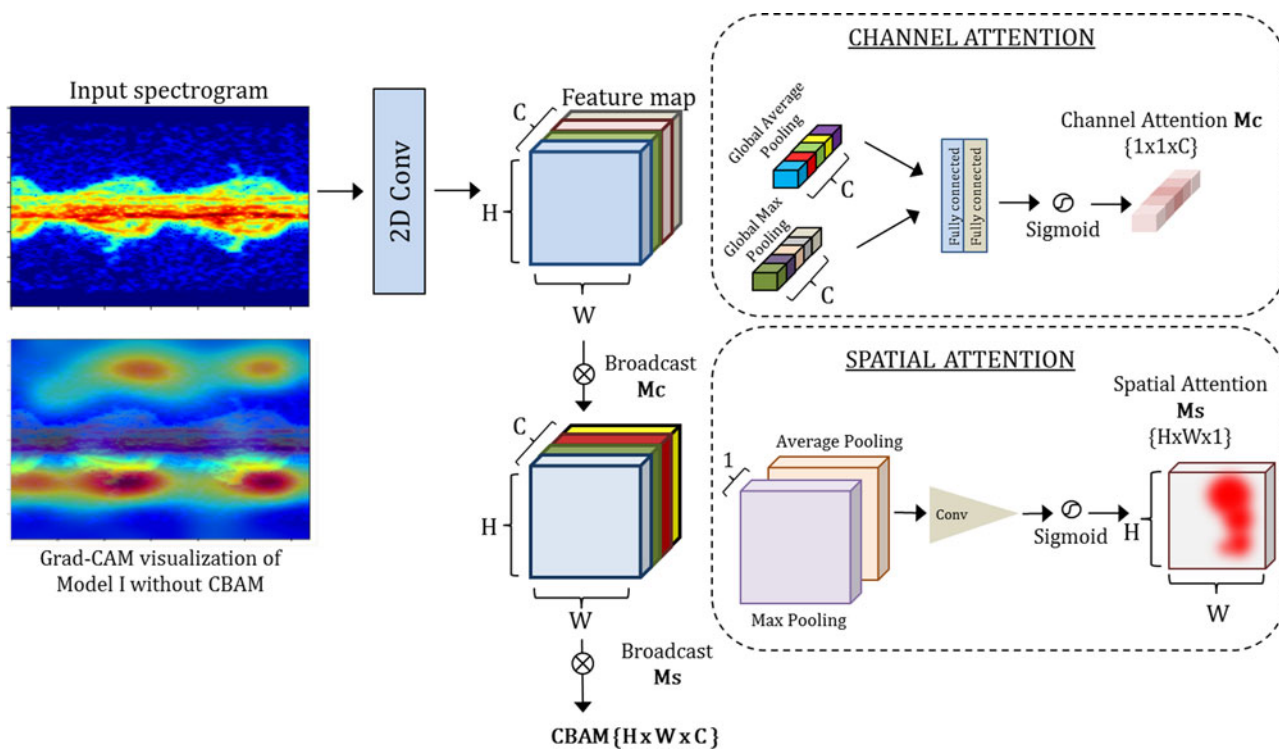 Input spectrogram
2D Conv
Feature map
C
H
W
Broadcast
Mc
C
H
W
Broadcast
Ms
CBAM{HxWxC}
Grad-CAM visualization of
Model I without CBAM
CHANNEL ATTENTION
Global Average
Pooling
C
Global Max
Pooling
C
Fully connected
Fully connected
Sigmoid
Channel Attention Mc
{1x1xC}
SPATIAL ATTENTION
1
Average Pooling
Max Pooling
Conv
Sigmoid
Spatial Attention
Ms
{HxWx1}
H
W